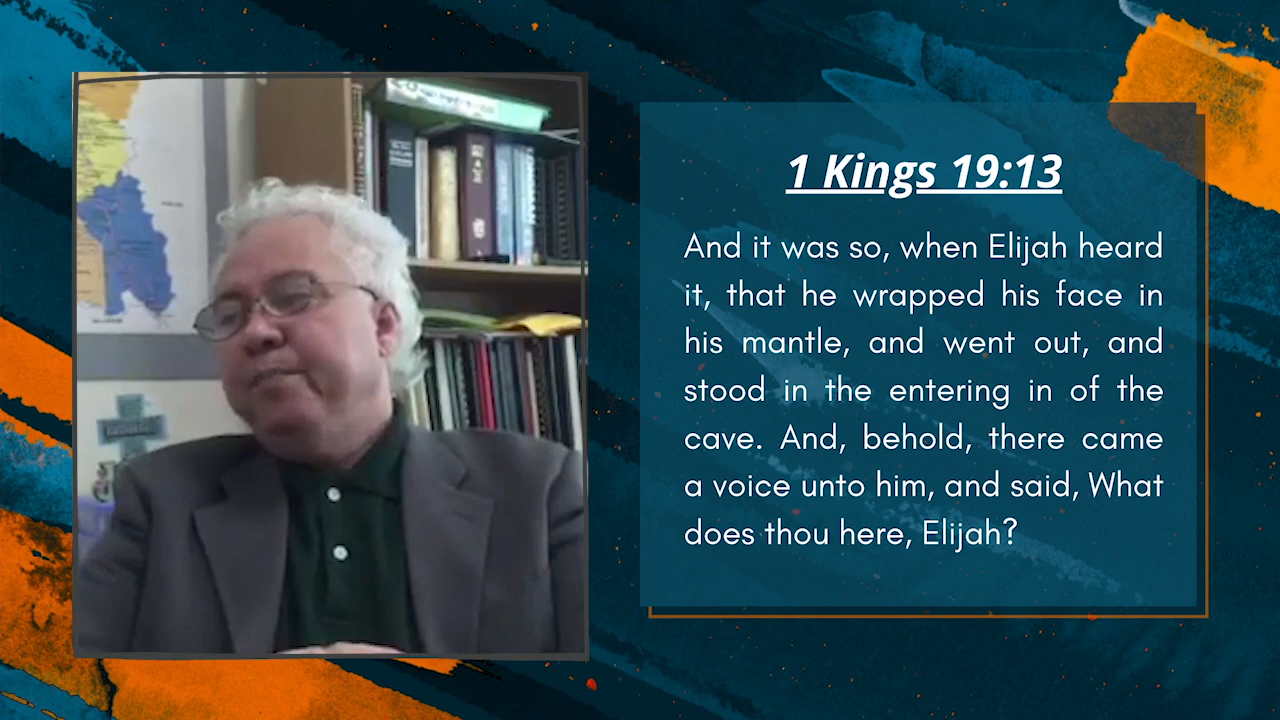 1 Kings 19:13
And it was so, when Elijah heard
it, that he wrapped his face in
his mantle, and went out, and
stood in the entering in of the
cave. And, behold, there came
a voice unto him, and said, What
does thou here, Elijah?